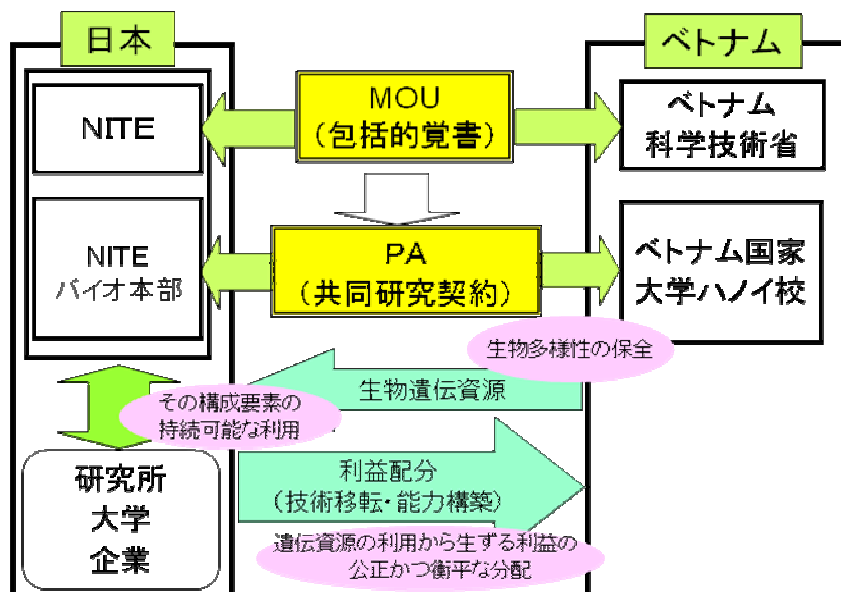 日本
ベトナム
NITE
MOU
（包括的覚書）
ベトナム
科学技術省
NITE
バイオ本部
PA
（共同研究契約）
ベトナム国家
大学ハノイ校
生物多様性の保全
生物遺伝資源
その構成要素の
持続可能な利用
研究所
大学
企業
利益配分
（技術移転・能力構築）
遺伝資源の利用から生ずる利益の
公正かつ衡平な分配